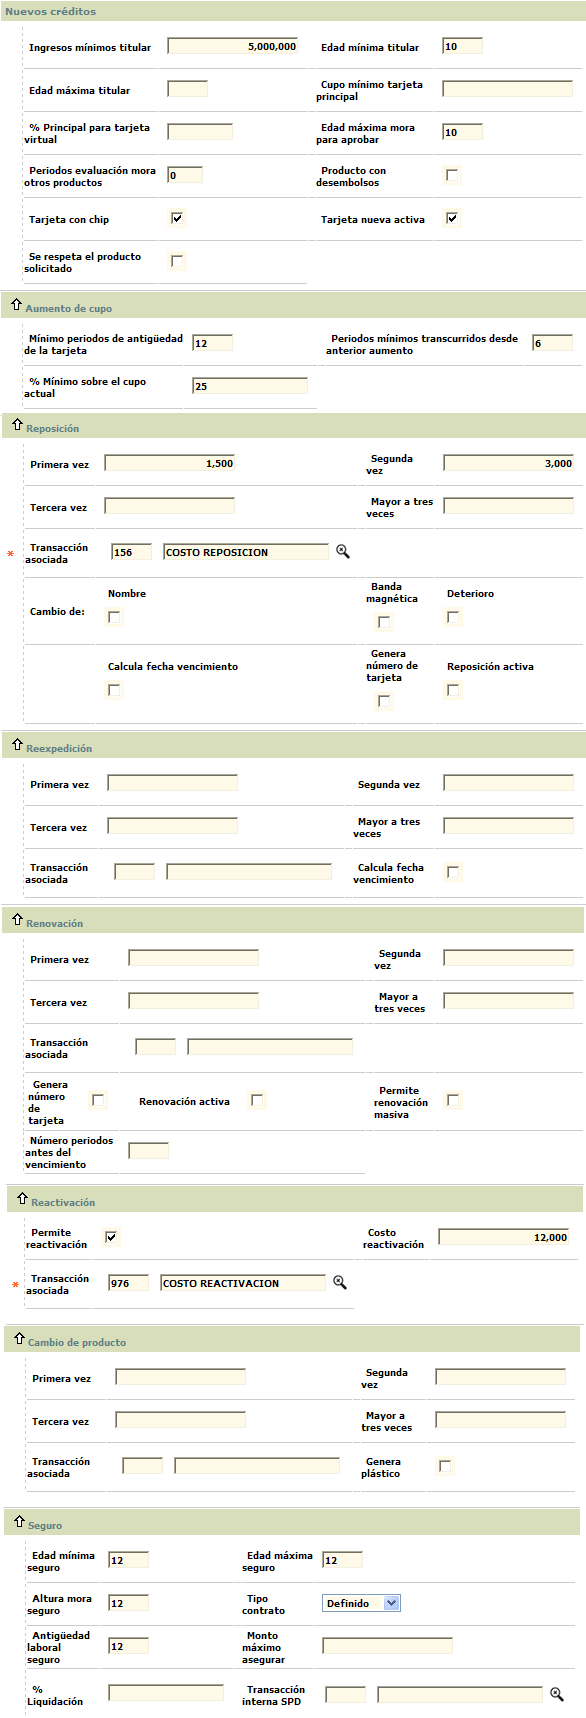 Nuevos créditos
Ingresos mínimos titular 5,000,000 Edad mínima titular 10
Edad máxima titular Cupo mínimo tarjeta
principal
% Principal para tarjeta
virtual
Edad máxima mora
para aprobar 10
Periodos evaluación mora
otros productos 0
Producto con
desembolsos
Tarjeta con chip Tarjeta nueva activa
Se respeta el producto
solicitado
Aumento de cupo
Mínimo periodos de antigüedad
de la tarjeta 12
Periodos mínimos transcurridos desde
anterior aumento 6
% Mínimo sobre el cupo
actual 25
Reposición
Primera vez 1,500 Segunda
vez 3,000
Tercera vez Mayor a tres
veces
* Transacción
asociada 156 COSTO REPOSICION
Cambio de: Nombre Banda
magnética Deterioro
Calcula fecha vencimiento Genera
número de
tarjeta Reposición activa
Reexpedición
Primera vez Segunda vez
Tercera vez Mayor a tres
veces
Transacción
asociada
Calcula fecha
vencimiento
Renovación
Primera vez Segunda
vez
Tercera vez Mayor a
tres veces
Transacción
asociada
Genera
número
de
tarjeta
Renovación activa
Permite
renovación
masiva
Número periodos
antes del
vencimiento
Reactivación
Permite
reactivación
Costo
reactivación 12,000
* Transacción
asociada 976 COSTO REACTIVACION
Cambio de producto
Primera vez Segunda
vez
Tercera vez Mayor a
tres veces
Transacción
asociada
Genera
plástico
Seguro
Edad mínima
seguro 12
Edad máxima
seguro 12
Altura mora
seguro 12
Tipo
contrato Definido
Antigüedad
laboral
seguro 12
Monto
máximo
asegurar
%
Liquidación
Transacción
interna SPD